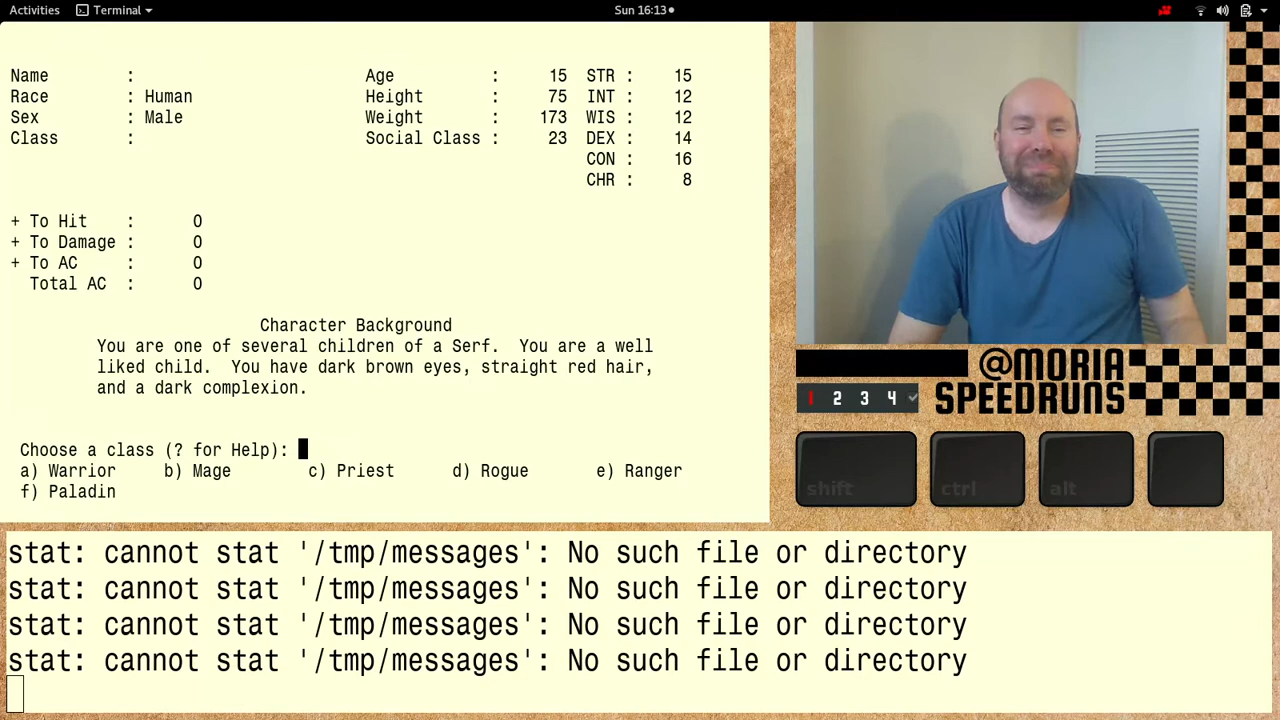 Activities Terminal Sun 16:13
Name :
Race : Human
Sex : Male
Class :
Age : 15
Height : 75
Weight : 173
Social Class : 23
STR : 15
INT : 12
WIS : 12
DEX : 14
CON : 16
CHR : 8
+ To Hit : 0
+ To Damage : 0
+ To AC : 0
Total AC : 0
Character Background
You are one of several children of a Serf. You are a well
liked child. You have dark brown eyes, straight red hair,
and a dark complexion.
Choose a class (? for Help):
a) Warrior b) Mage c) Priest d) Rogue e) Ranger
f) Paladin
@MORIA
SPEEDRUNS
1 2 3 4
shift ctrl alt
stat: cannot stat '/tmp/messages': No such file or directory
stat: cannot stat '/tmp/messages': No such file or directory
stat: cannot stat '/tmp/messages': No such file or directory
stat: cannot stat '/tmp/messages': No such file or directory